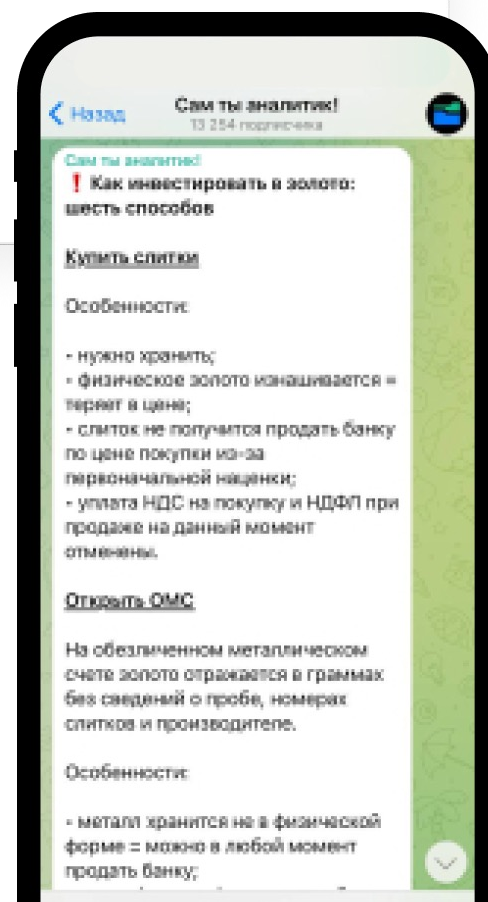 Назад
Сам ты аналитик!
13 254 подписчика
Сам ты аналитик!
❗ Как инвестировать в золото:
шесть способов
Купить слитки
Особенности:
- нужно хранить;
- физическое золото изнашивается =
теряет в цене;
- слиток не получится продать банку
по цене покупки из-за
первоначальной наценки;
- уплата НДС на покупку и НДФЛ при
продаже на данный момент
отменены.
Открыть ОМС
На обезличенном металлическом
счете золото отражается в граммах
без сведений о пробе, номерах
слитков и производителе.
Особенности:
- металл хранится не в физической
форме = можно в любой момент
продать банку;